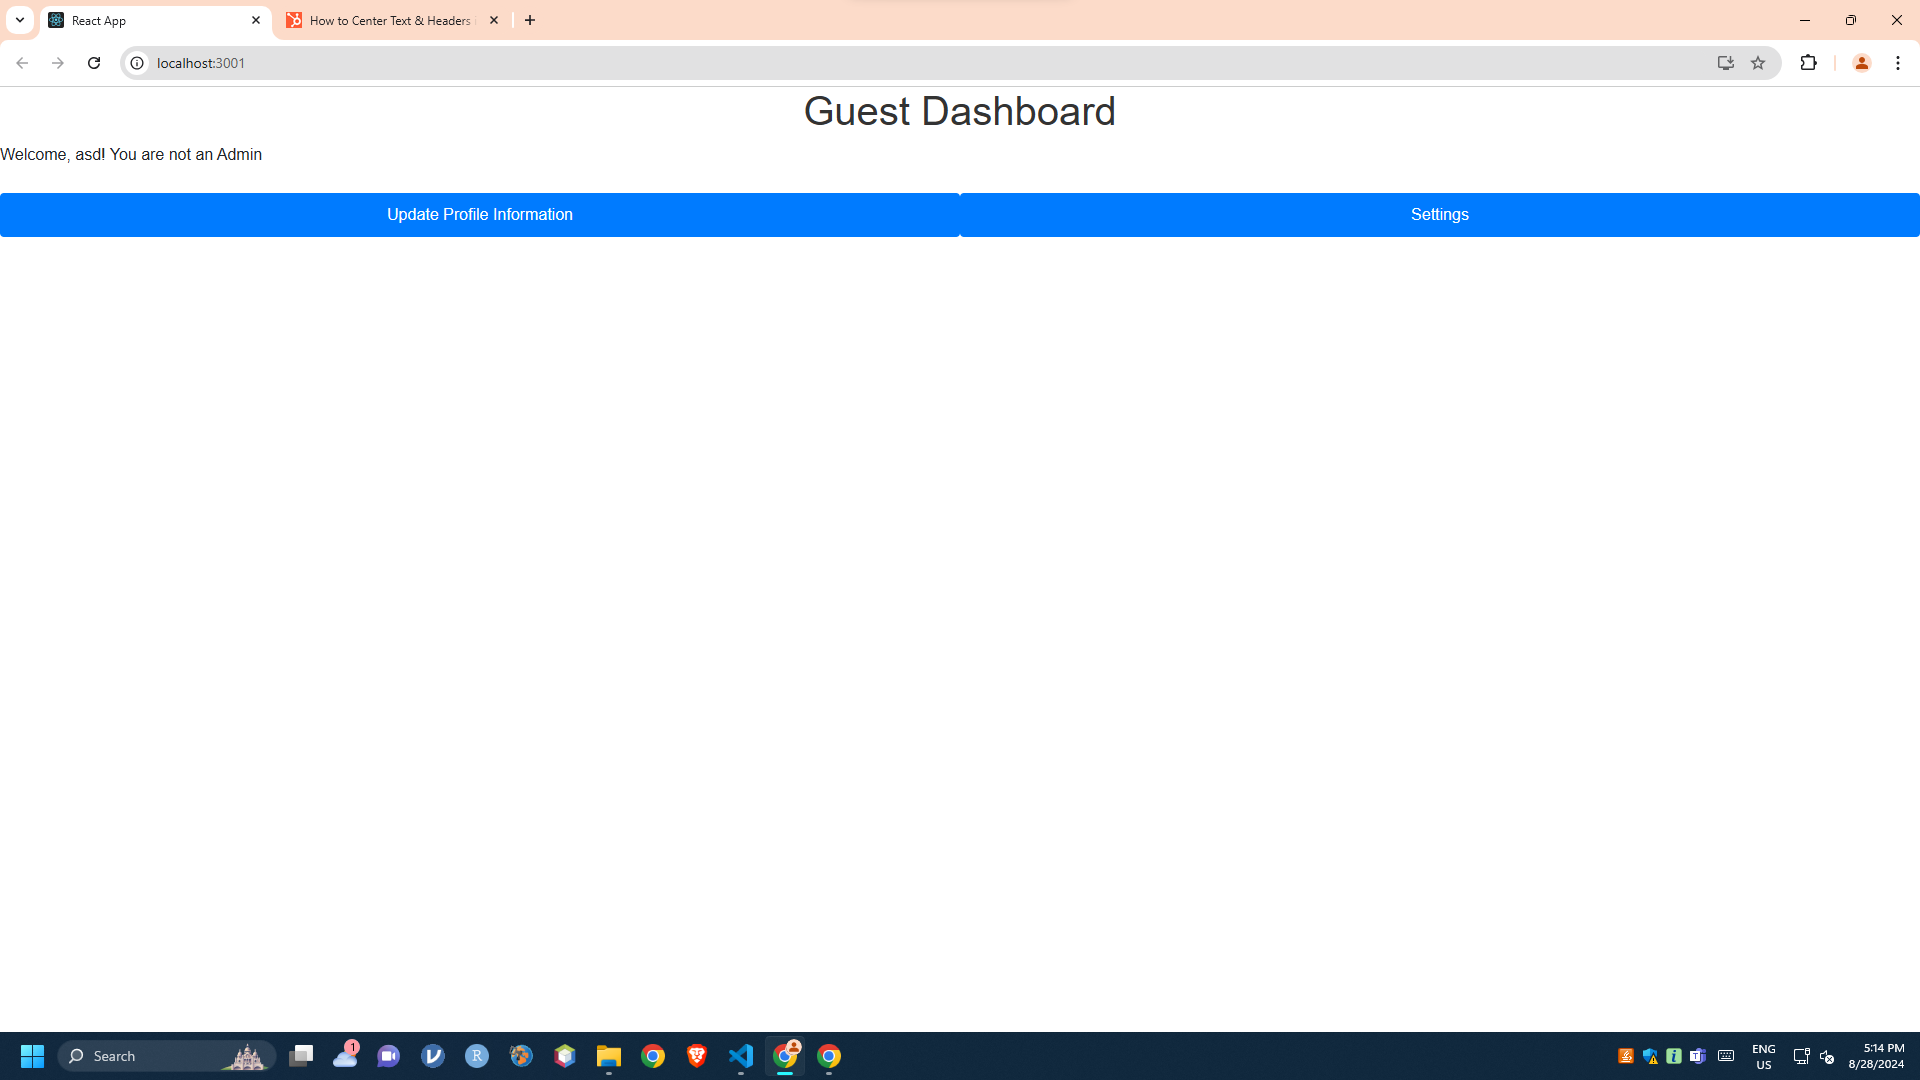 React App
How to Center Text & Headers
localhost:3001
Guest Dashboard
Welcome, asd! You are not an Admin
Update Profile Information
Settings
Search
1
ENG
US
5:14 PM
8/28/2024